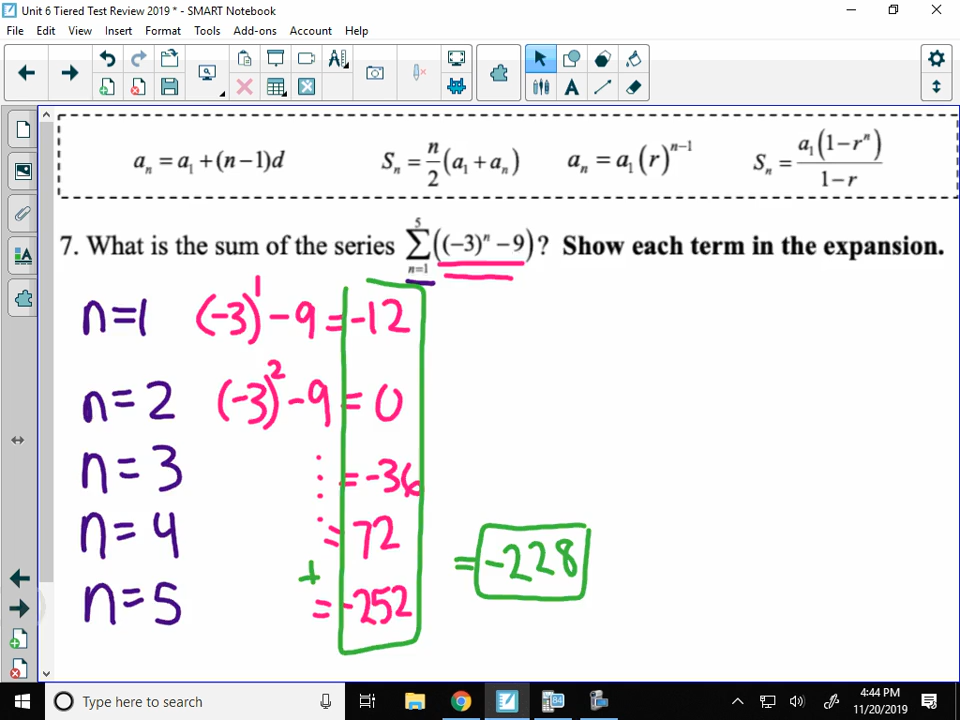 Unit 6 Tiered Test Review 2019 * - SMART Notebook
File Edit View Insert Format Tools Add-ons Account Help
aₙ = a₁ + (n−1)d Sₙ = n/2 (a₁ + aₙ) aₙ = a₁(r)ⁿ⁻¹ Sₙ = a₁(1−rⁿ)/(1−r)
7. What is the sum of the series ∑ₙ₌₁⁵ ((−3)ⁿ − 9)? Show each term in the expansion.
n=1 (-3)¹ - 9 = -12
n=2 (-3)² - 9 = 0
n=3 ⋮ = -36
n=4 = 72
n=5 + = -252
= -228
Type here to search
84
4:44 PM
11/20/2019